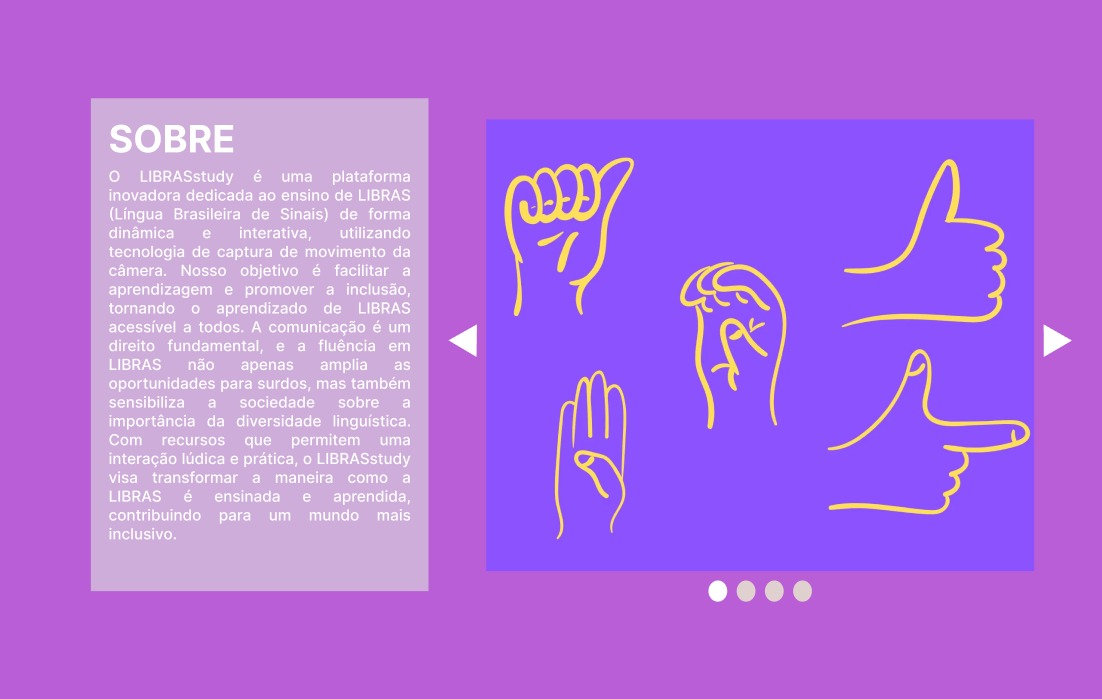 SOBRE
O LIBRASstudy é uma plataforma
inovadora dedicada ao ensino de LIBRAS
(Língua Brasileira de Sinais) de forma
dinâmica e interativa, utilizando
tecnologia de captura de movimento da
câmera. Nosso objetivo é facilitar a
aprendizagem e promover a inclusão,
tornando o aprendizado de LIBRAS
acessível a todos. A comunicação é um
direito fundamental, e a fluência em
LIBRAS não apenas amplia as
oportunidades para surdos, mas também
sensibiliza a sociedade sobre a
importância da diversidade linguística.
Com recursos que permitem uma
interação lúdica e prática, o LIBRASstudy
visa transformar a maneira como a
LIBRAS é ensinada e aprendida,
contribuindo para um mundo mais
inclusivo.